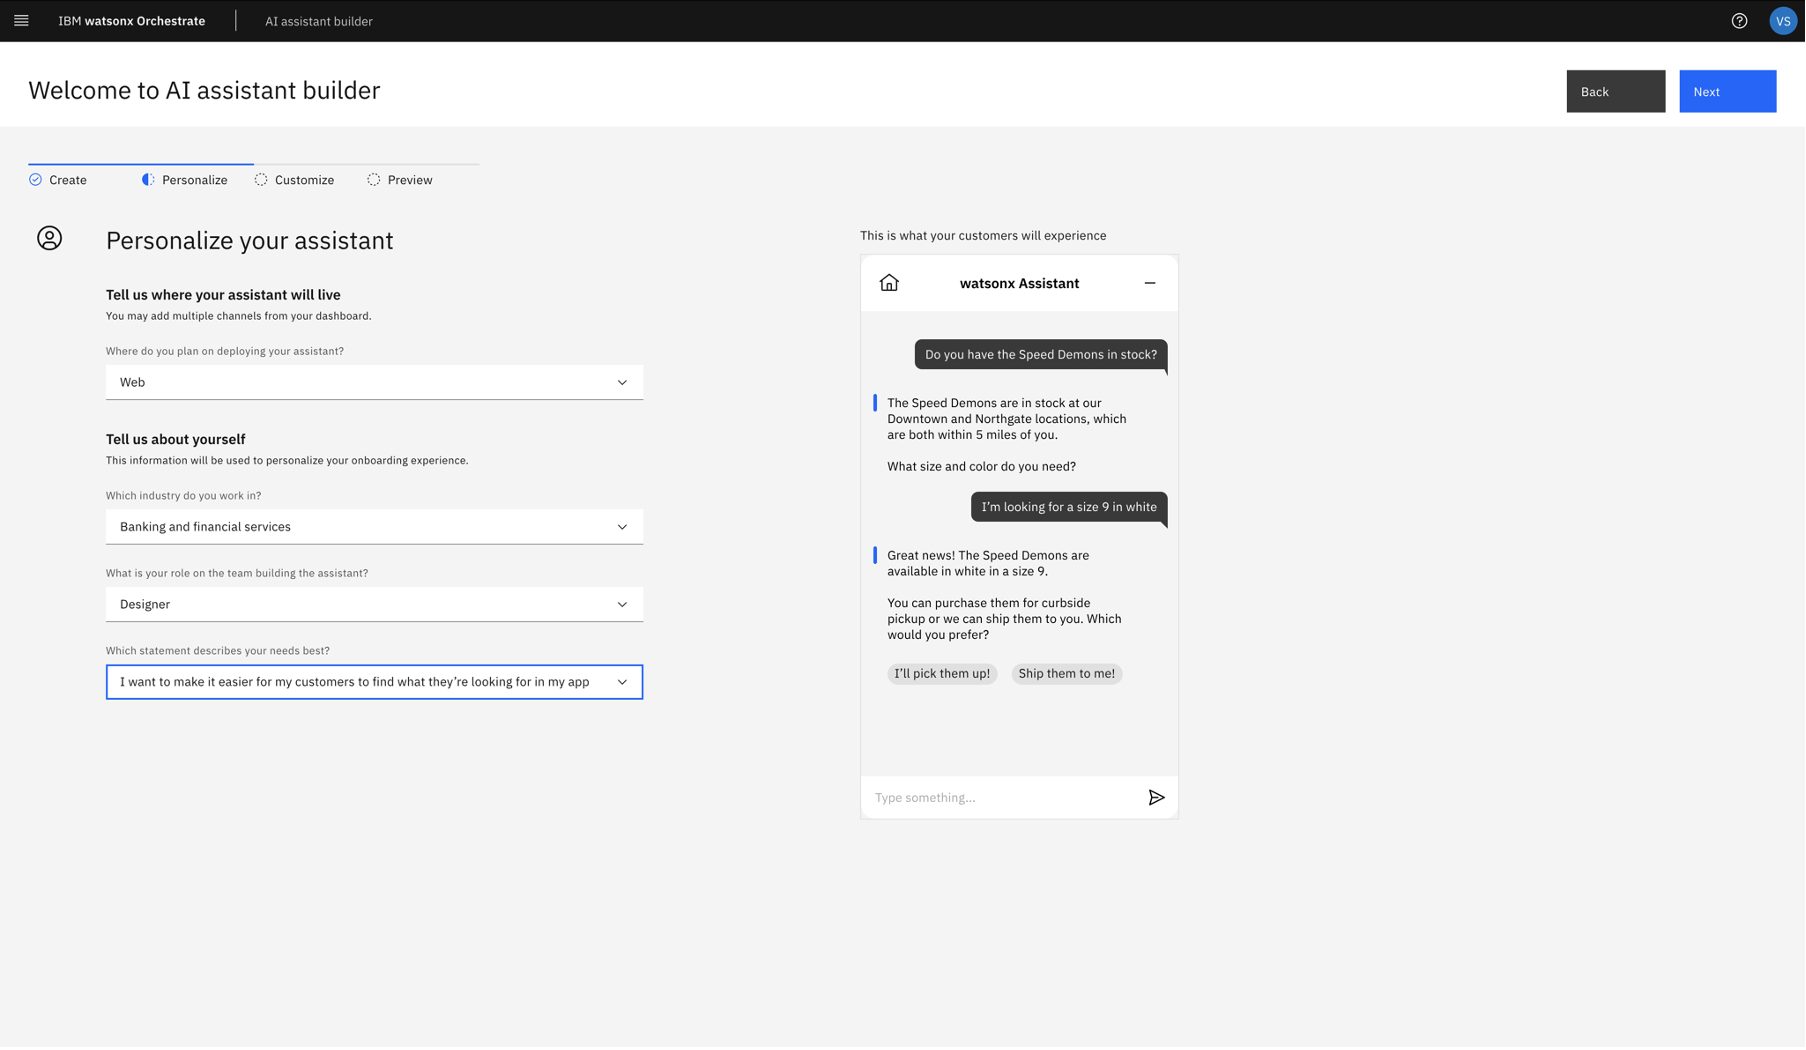 IBM watsonx Orchestrate
AI assistant builder
VS
Welcome to AI assistant builder
Back
Next
Create
Personalize
Customize
Preview
Personalize your assistant
Tell us where your assistant will live
You may add multiple channels from your dashboard.
Where do you plan on deploying your assistant?
Web
Tell us about yourself
This information will be used to personalize your onboarding experience.
Which industry do you work in?
Banking and financial services
What is your role on the team building the assistant?
Designer
Which statement describes your needs best?
I want to make it easier for my customers to find what they’re looking for in my app
This is what your customers will experience
watsonx Assistant
Do you have the Speed Demons in stock?
The Speed Demons are in stock at our
Downtown and Northgate locations, which
are both within 5 miles of you.
What size and color do you need?
I’m looking for a size 9 in white
Great news! The Speed Demons are
available in white in a size 9.
You can purchase them for curbside
pickup or we can ship them to you. Which
would you prefer?
I’ll pick them up!
Ship them to me!
Type something...